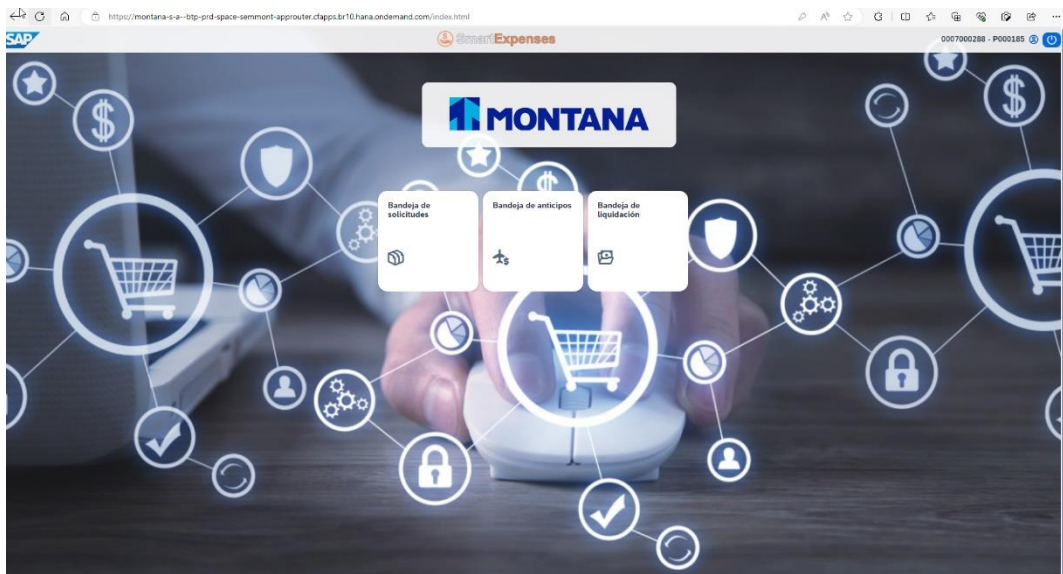 https://montana-s-a--btp-prd-space-semmont-approuter.cfapps.br10.hana.ondemand.com/index.html
SAP
SmartExpenses
0007000288 - P000185
MONTANA
Bandeja de
solicitudes
Bandeja de anticipos
Bandeja de
liquidación